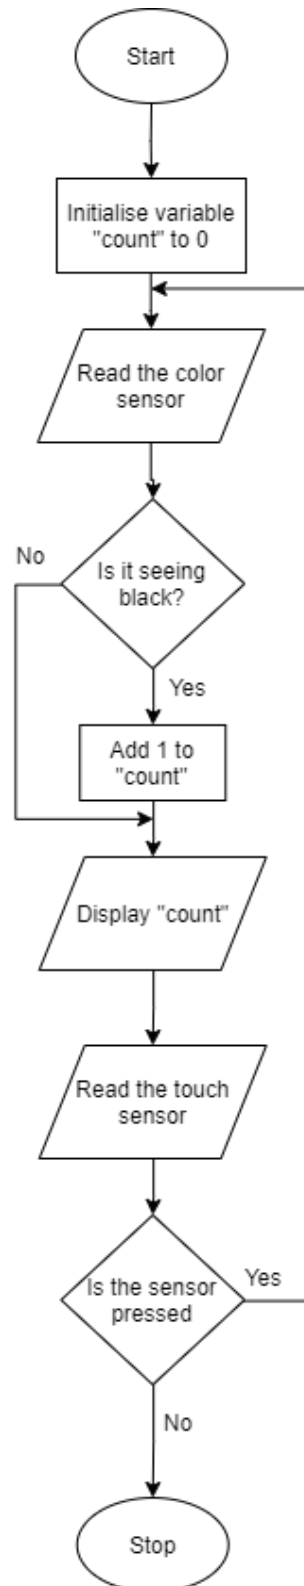 Start
Initialise variable
"count" to 0
Read the color
sensor
No
Is it seeing
black?
Yes
Add 1 to
"count"
Display "count"
Read the touch
sensor
Is the sensor
pressed
Yes
No
Stop